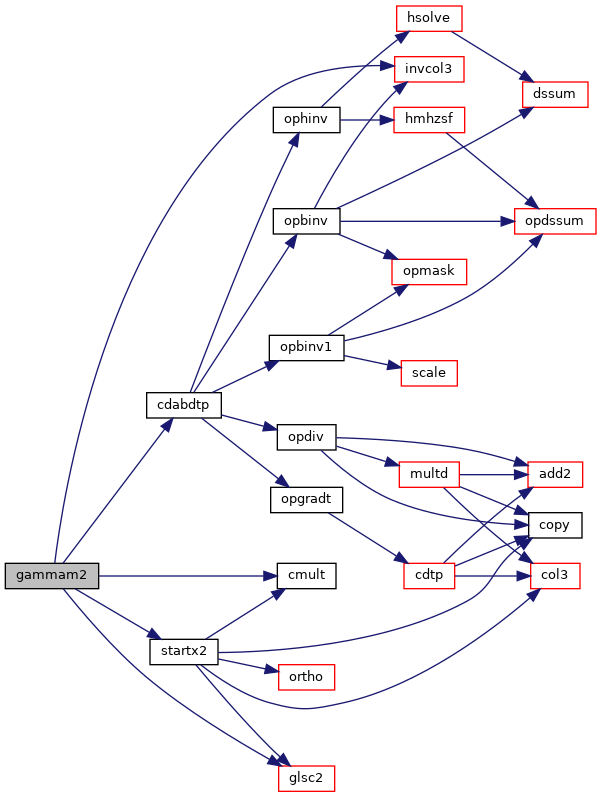 hsolve
invcol3
dssum
ophinv
hmhzsf
opbinv
opdssum
opmask
opbinv1
scale
cdabdtp
opdiv
multd
add2
opgradt
copy
gammam2
cmult
cdtp
col3
startx2
ortho
glsc2